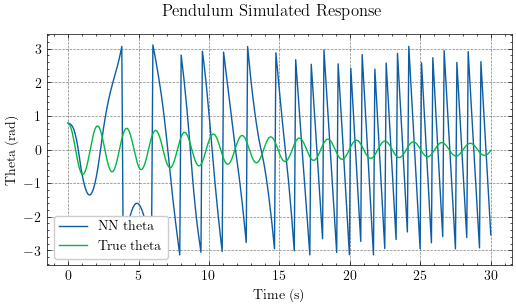 Pendulum Simulated Response
Theta (rad)
3
2
1
0
−1
−2
−3
NN theta
True theta
0 5 10 15 20 25 30
Time (s)